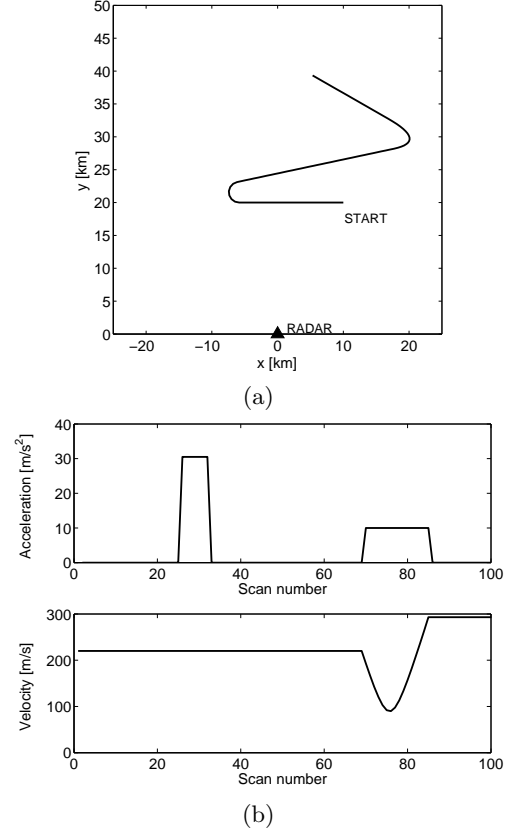 50
45
40
35
30
25
20
15
10
5
0
y [km]
START
RADAR
−20 −10 0 10 20
x [km]
(a)
40
30
20
10
0
Acceleration [m/s²]
0 20 40 60 80 100
Scan number
300
200
100
0
Velocity [m/s]
0 20 40 60 80 100
Scan number
(b)